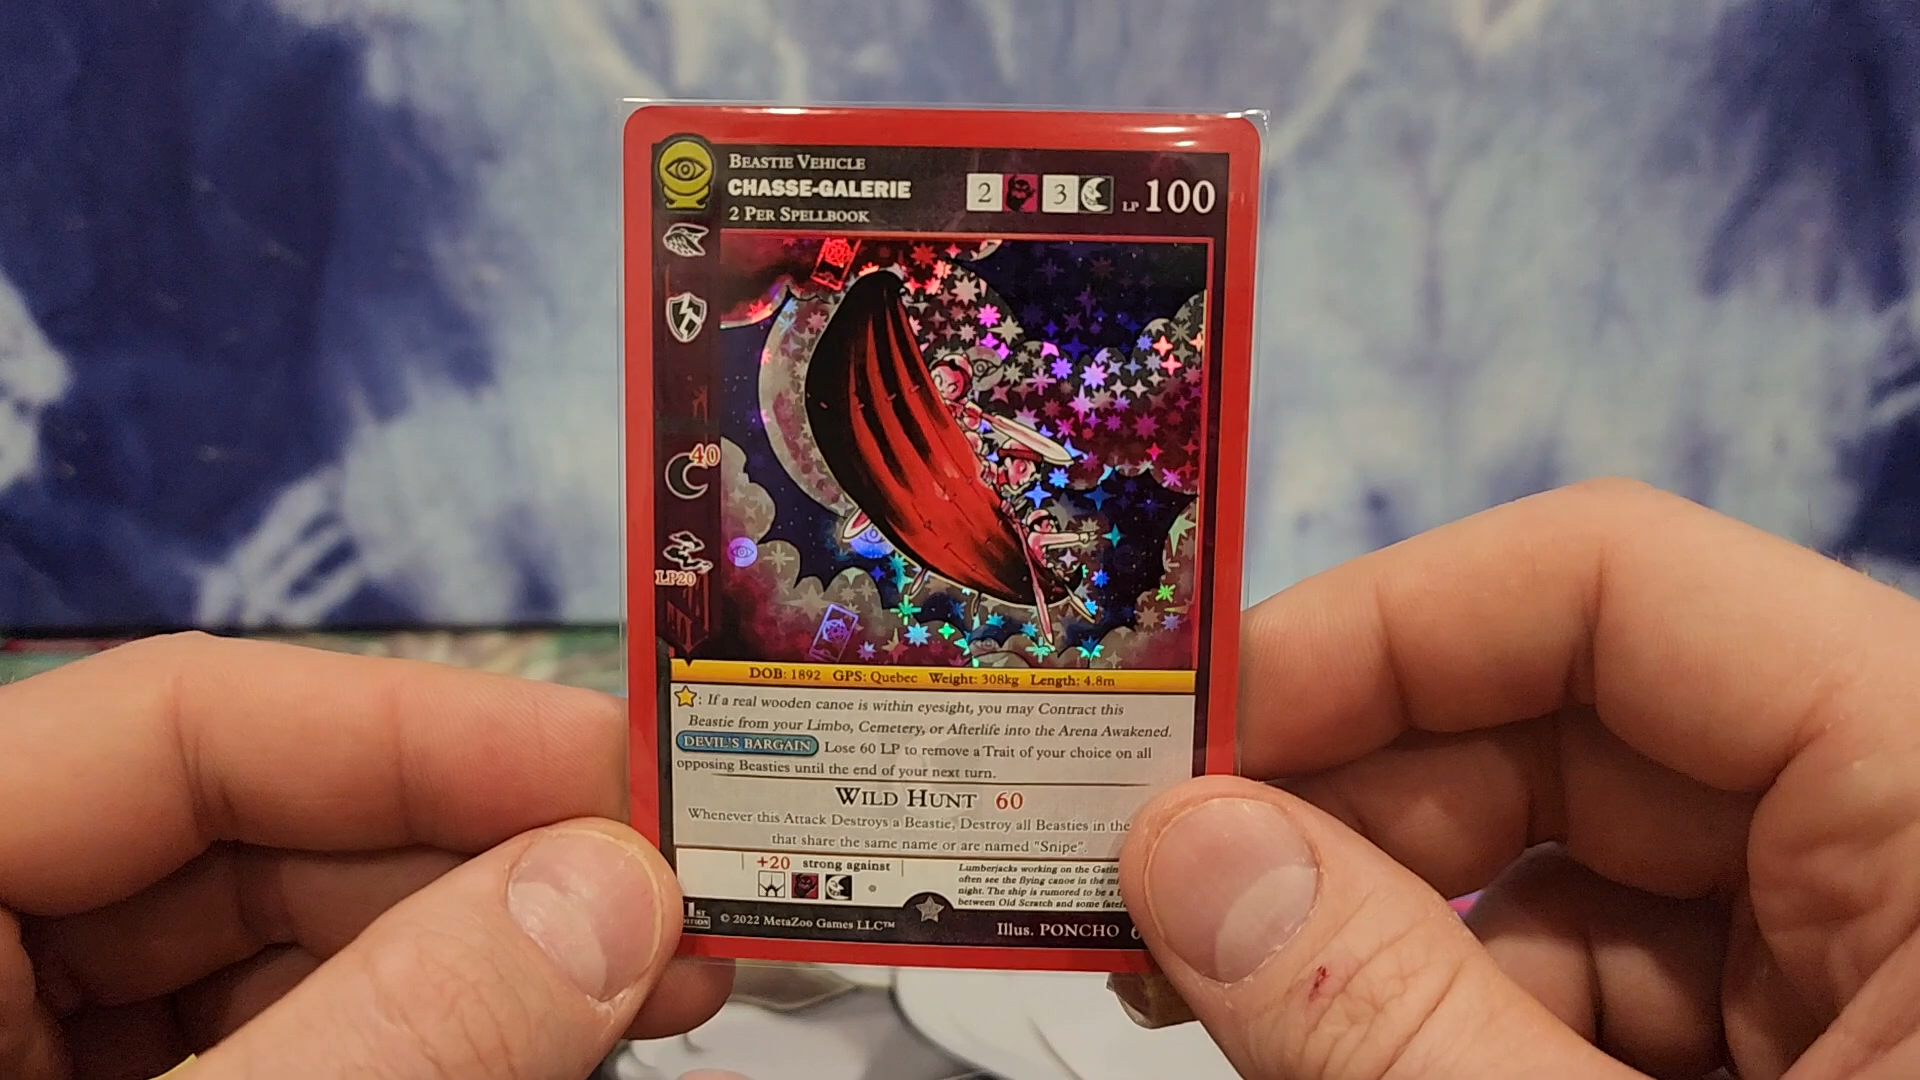 BEASTIE VEHICLE
CHASSE-GALERIE
2 PER SPELLBOOK
2 3 LP 100
40
LP20
DOB: 1892 GPS: Quebec Weight: 308kg Length: 4.8m
: If a real wooden canoe is within eyesight, you may Contract this
Beastie from your Limbo, Cemetery, or Afterlife into the Arena Awakened.
DEVIL'S BARGAIN Lose 60 LP to remove a Trait of your choice on all
opposing Beasties until the end of your next turn.
WILD HUNT 60
Whenever this Attack Destroys a Beastie, Destroy all Beasties in the
that share the same name or are named "Snipe".
+20 strong against
Lumberjacks working on the
often see the flying canoe in the
night. The ship is rumored to be a
between Old Scratch and some
1ST
© 2022 MetaZoo Games LLC™
Illus. PONCHO